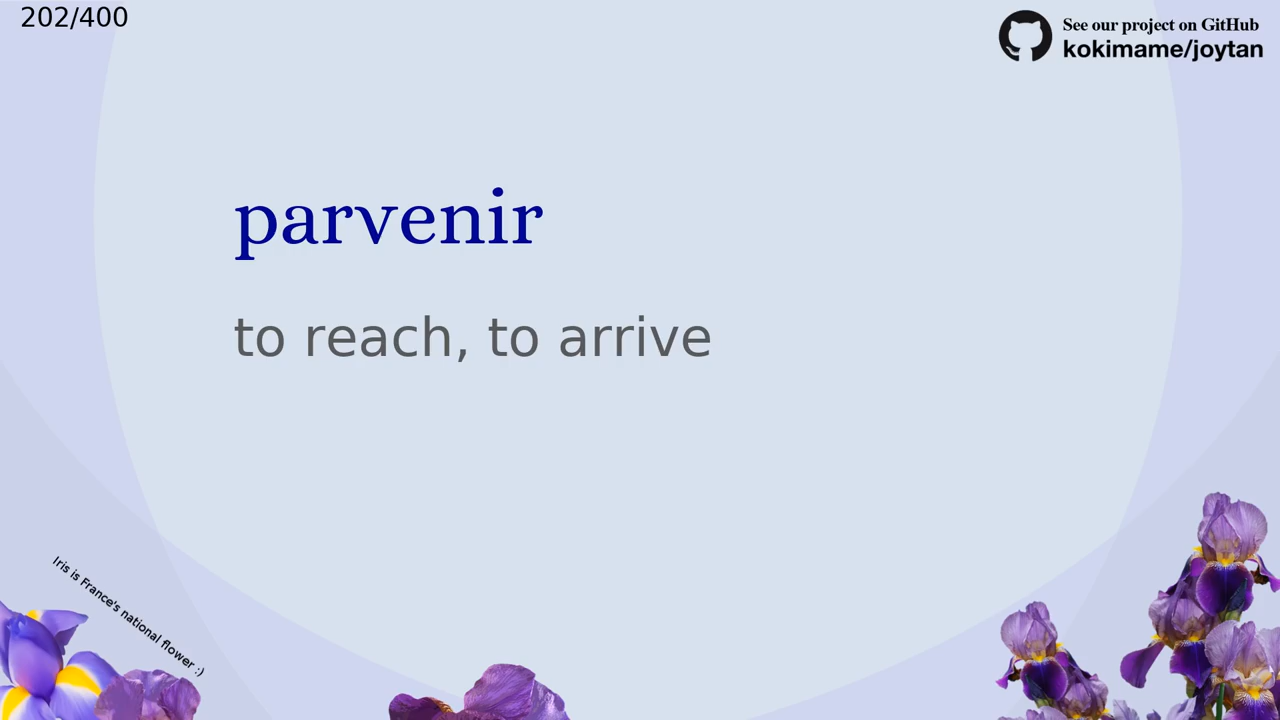 202/400
See our project on GitHub
kokimame/joytan
parvenir
to reach, to arrive
Iris is France's national flower :)